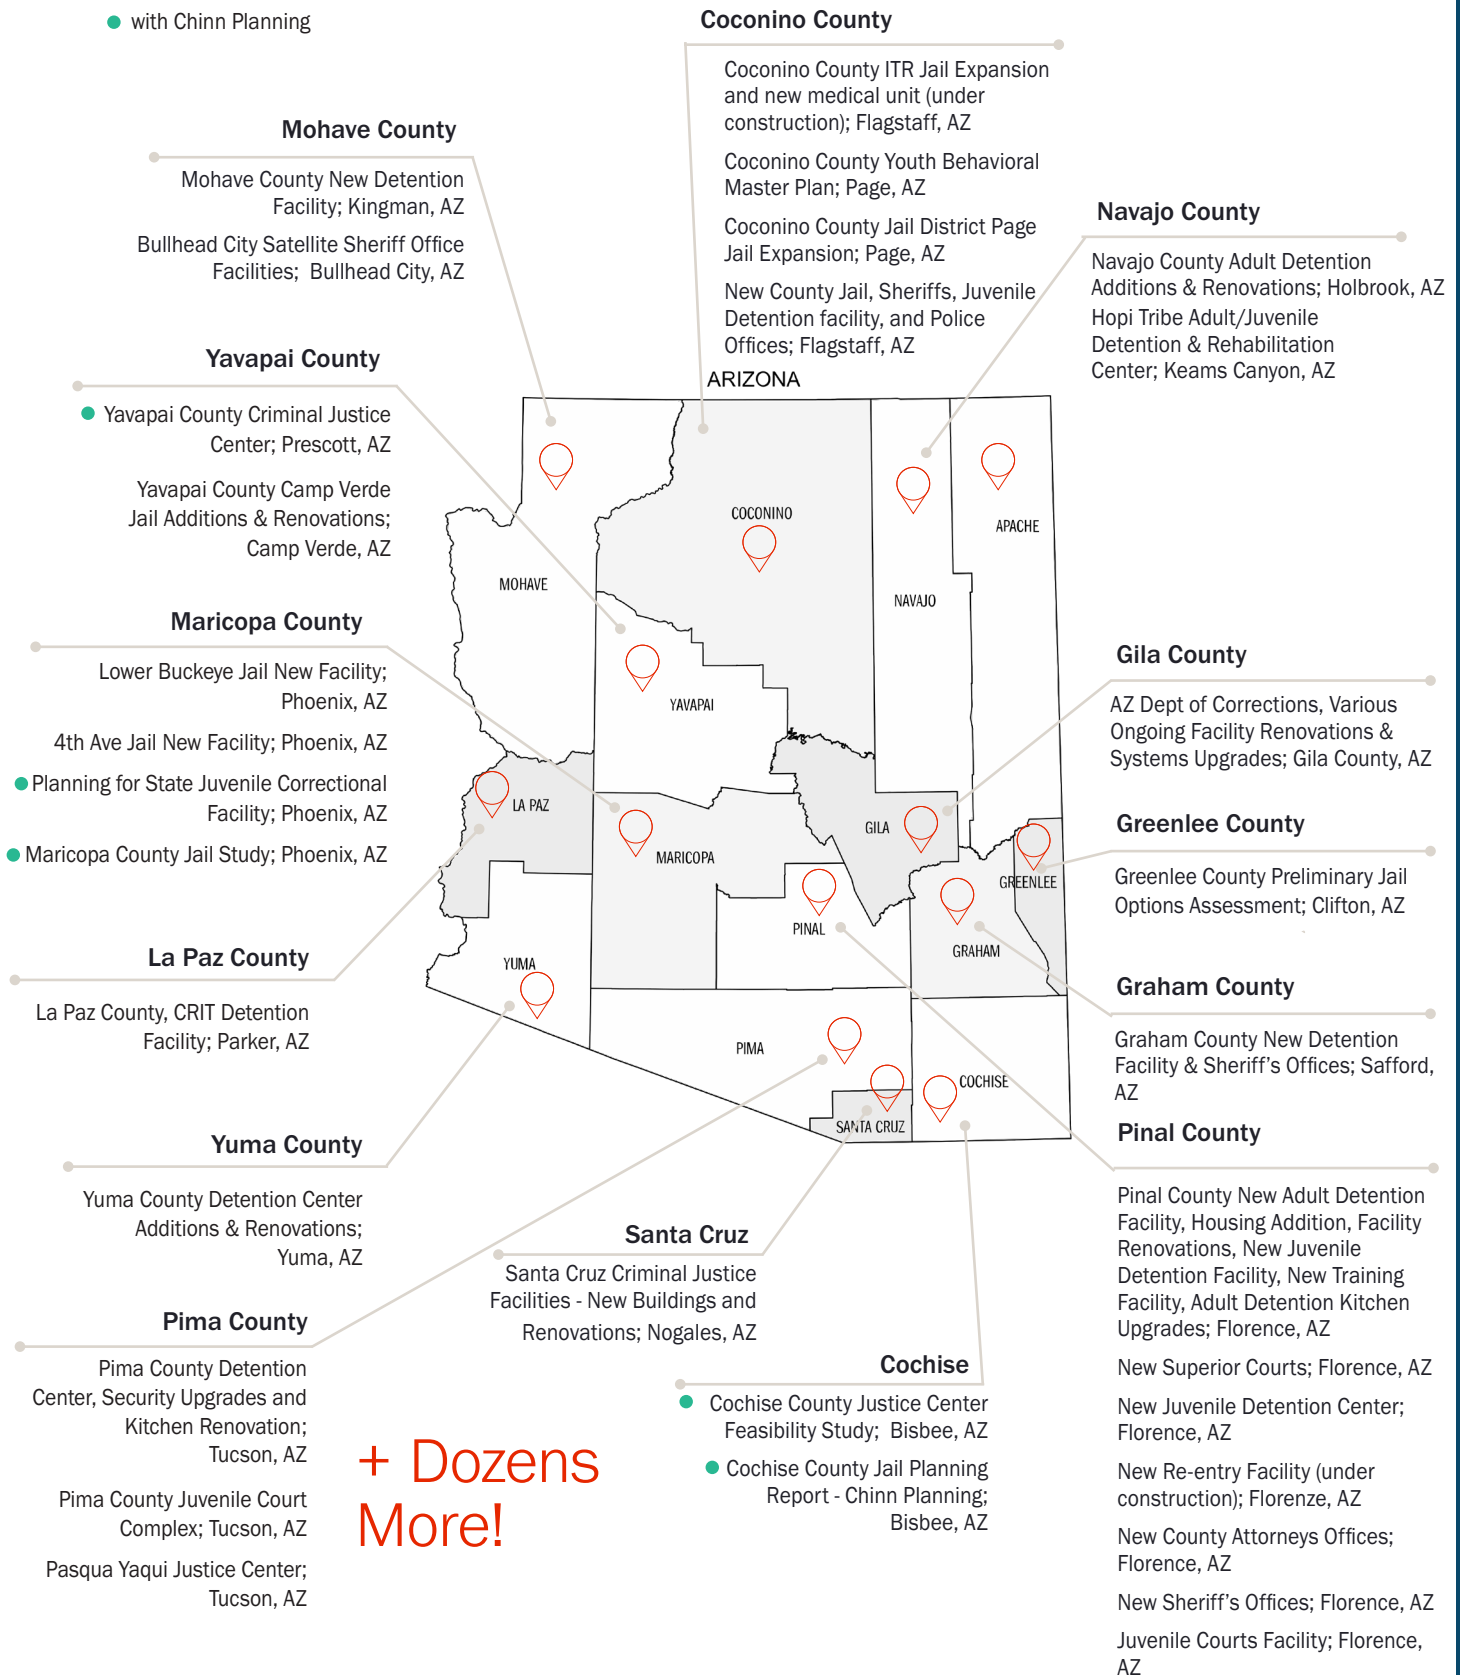 with Chinn Planning
Coconino County
Coconino County ITR Jail Expansion
and new medical unit (under
construction); Flagstaff, AZ
Coconino County Youth Behavioral
Master Plan; Page, AZ
Coconino County Jail District Page
Jail Expansion; Page, AZ
New County Jail, Sheriffs, Juvenile
Detention facility, and Police
Offices; Flagstaff, AZ
Mohave County
Mohave County New Detention
Facility; Kingman, AZ
Bullhead City Satellite Sheriff Office
Facilities; Bullhead City, AZ
Navajo County
Navajo County Adult Detention
Additions & Renovations; Holbrook, AZ
Hopi Tribe Adult/Juvenile
Detention & Rehabilitation
Center; Keams Canyon, AZ
Yavapai County
Yavapai County Criminal Justice
Center; Prescott, AZ
Yavapai County Camp Verde
Jail Additions & Renovations;
Camp Verde, AZ
ARIZONA
COCONINO
APACHE
MOHAVE
NAVAJO
YAVAPAI
LA PAZ
GILA
MARICOPA
GREENLEE
PINAL
GRAHAM
YUMA
PIMA
COCHISE
SANTA CRUZ
Maricopa County
Lower Buckeye Jail New Facility;
Phoenix, AZ
4th Ave Jail New Facility; Phoenix, AZ
Planning for State Juvenile Correctional
Facility; Phoenix, AZ
Maricopa County Jail Study; Phoenix, AZ
Gila County
AZ Dept of Corrections, Various
Ongoing Facility Renovations &
Systems Upgrades; Gila County, AZ
Greenlee County
Greenlee County Preliminary Jail
Options Assessment; Clifton, AZ
La Paz County
La Paz County, CRIT Detention
Facility; Parker, AZ
Graham County
Graham County New Detention
Facility & Sheriff's Offices; Safford,
AZ
Yuma County
Yuma County Detention Center
Additions & Renovations;
Yuma, AZ
Pinal County
Pinal County New Adult Detention
Facility, Housing Addition, Facility
Renovations, New Juvenile
Detention Facility, New Training
Facility, Adult Detention Kitchen
Upgrades; Florence, AZ
New Superior Courts; Florence, AZ
New Juvenile Detention Center;
Florence, AZ
New Re-entry Facility (under
construction); Florenze, AZ
New County Attorneys Offices;
Florence, AZ
New Sheriff's Offices; Florence, AZ
Juvenile Courts Facility; Florence,
AZ
Santa Cruz
Santa Cruz Criminal Justice
Facilities - New Buildings and
Renovations; Nogales, AZ
Pima County
Pima County Detention
Center, Security Upgrades and
Kitchen Renovation;
Tucson, AZ
Pima County Juvenile Court
Complex; Tucson, AZ
Pasqua Yaqui Justice Center;
Tucson, AZ
Cochise
Cochise County Justice Center
Feasibility Study; Bisbee, AZ
Cochise County Jail Planning
Report - Chinn Planning;
Bisbee, AZ
+ Dozens
More!